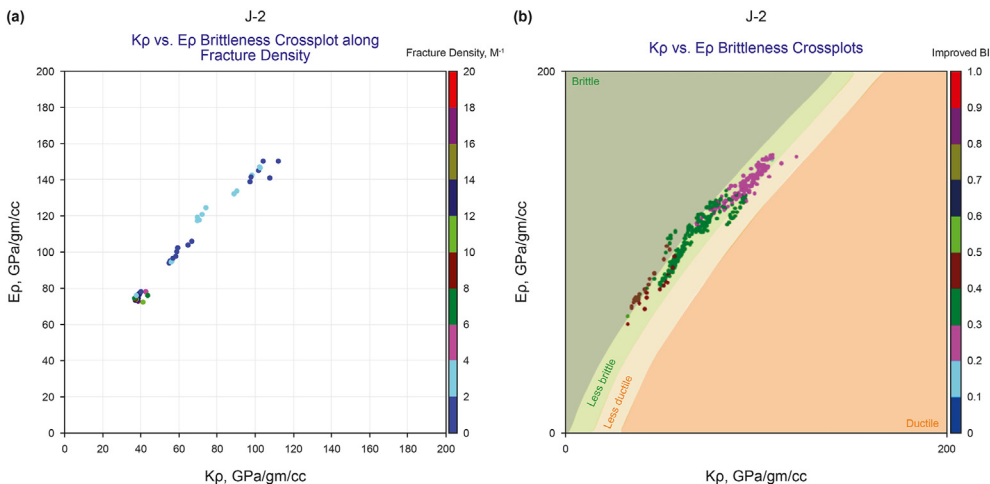 (a)
J-2
Kρ vs. Eρ Brittleness Crossplot along
Fracture Density
Fracture Density, M⁻¹
200
180
160
140
120
100
80
60
40
20
0
0 20 40 60 80 100 120 140 160 180 200
20
18
16
14
12
10
8
6
4
2
0
Eρ, GPa/gm/cc
Kρ, GPa/gm/cc
(b)
J-2
Kρ vs. Eρ Brittleness Crossplots
Improved BI
200
Brittle
Less brittle
Less ductile
Ductile
0
0 200
1.0
0.9
0.8
0.7
0.6
0.5
0.4
0.3
0.2
0.1
0
Eρ, GPa/gm/cc
Kρ, GPa/gm/cc